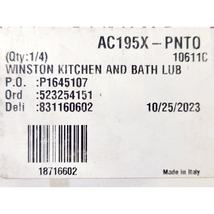 AC195X-PNTO
(Qty:1/4) 10611C
WINSTON KITCHEN AND BATH LUB
P.O. :P1645107
Ord :523254151
Deli :831160602 10/25/2023
18716602
Made in Italy